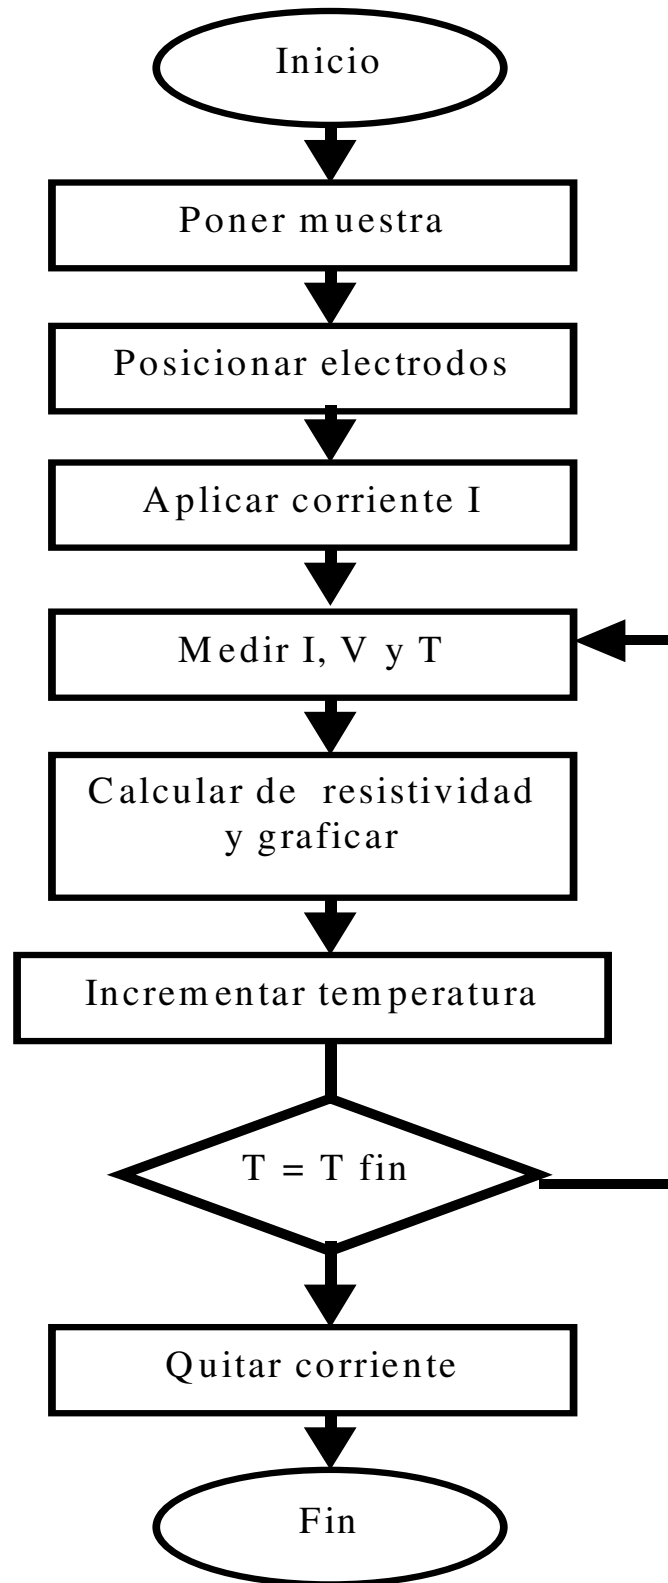 Inicio
Poner muestra
Posicionar electrodos
Aplicar corriente I
Medir I, V y T
Calcular de resistividad
y graficar
Incrementar temperatura
T = T fin
Quitar corriente
Fin